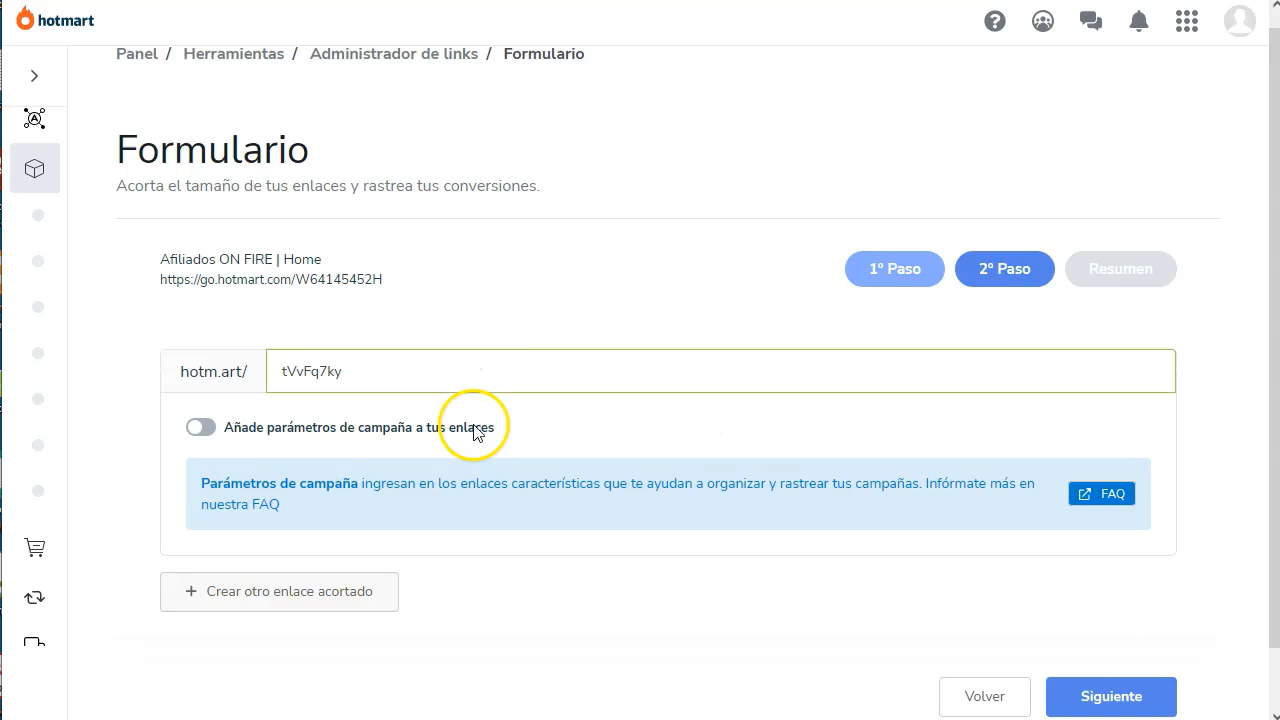 hotmart
Panel / Herramientas / Administrador de links / Formulario
Formulario
Acorta el tamaño de tus enlaces y rastrea tus conversiones.
Afiliados ON FIRE | Home
https://go.hotmart.com/W64145452H
1º Paso
2º Paso
Resumen
hotm.art/
tVvFq7ky
Añade parámetros de campaña a tus enlaces
Parámetros de campaña ingresan en los enlaces características que te ayudan a organizar y rastrear tus campañas. Infórmate más en
nuestra FAQ
FAQ
+ Crear otro enlace acortado
Volver
Siguiente